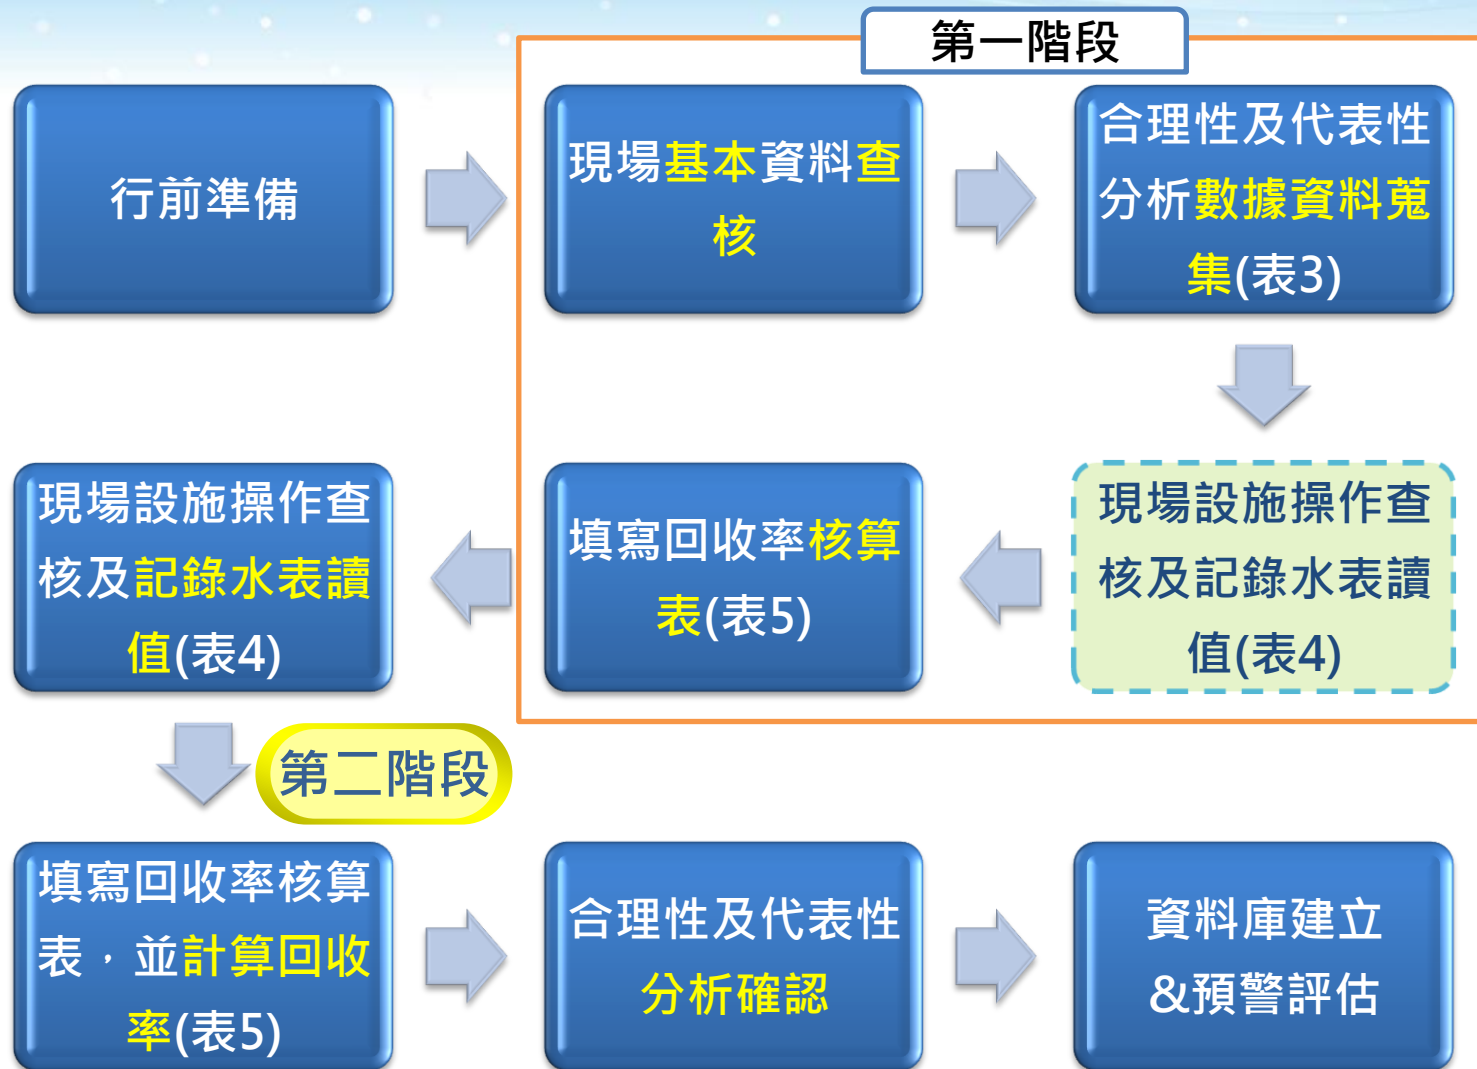 第一階段
行前準備
現場基本資料查
核
合理性及代表性
分析數據資料蒐
集(表3)
現場設施操作查
核及記錄水表讀
值(表4)
填寫回收率核算
表(表5)
現場設施操作查
核及記錄水表讀
值(表4)
第二階段
填寫回收率核算
表，並計算回收
率(表5)
合理性及代表性
分析確認
資料庫建立
&預警評估